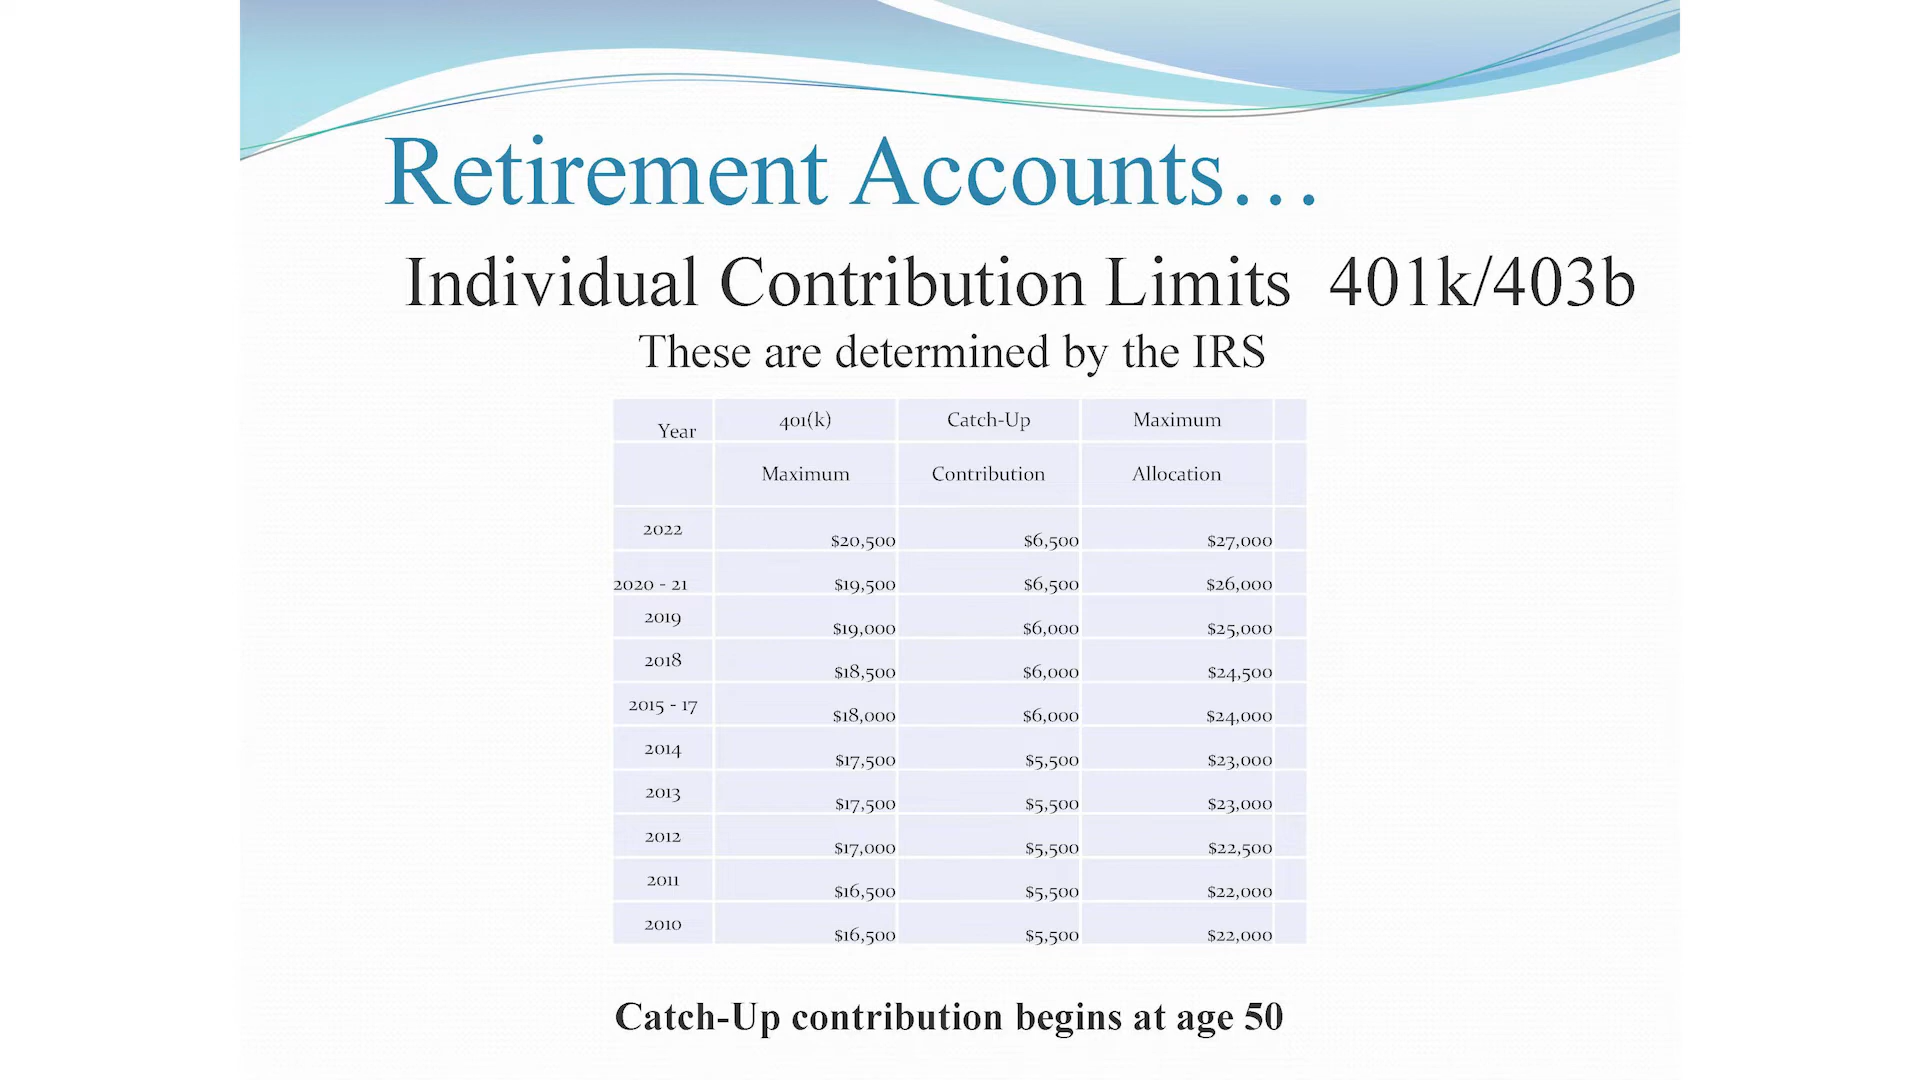 Retirement Accounts…
Individual Contribution Limits 401k/403b
These are determined by the IRS
Year 401(k) Catch-Up Maximum
Maximum Contribution Allocation
2022 $20,500 $6,500 $27,000
2020 - 21 $19,500 $6,500 $26,000
2019 $19,000 $6,000 $25,000
2018 $18,500 $6,000 $24,500
2015 - 17 $18,000 $6,000 $24,000
2014 $17,500 $5,500 $23,000
2013 $17,500 $5,500 $23,000
2012 $17,000 $5,500 $22,500
2011 $16,500 $5,500 $22,000
2010 $16,500 $5,500 $22,000
Catch-Up contribution begins at age 50